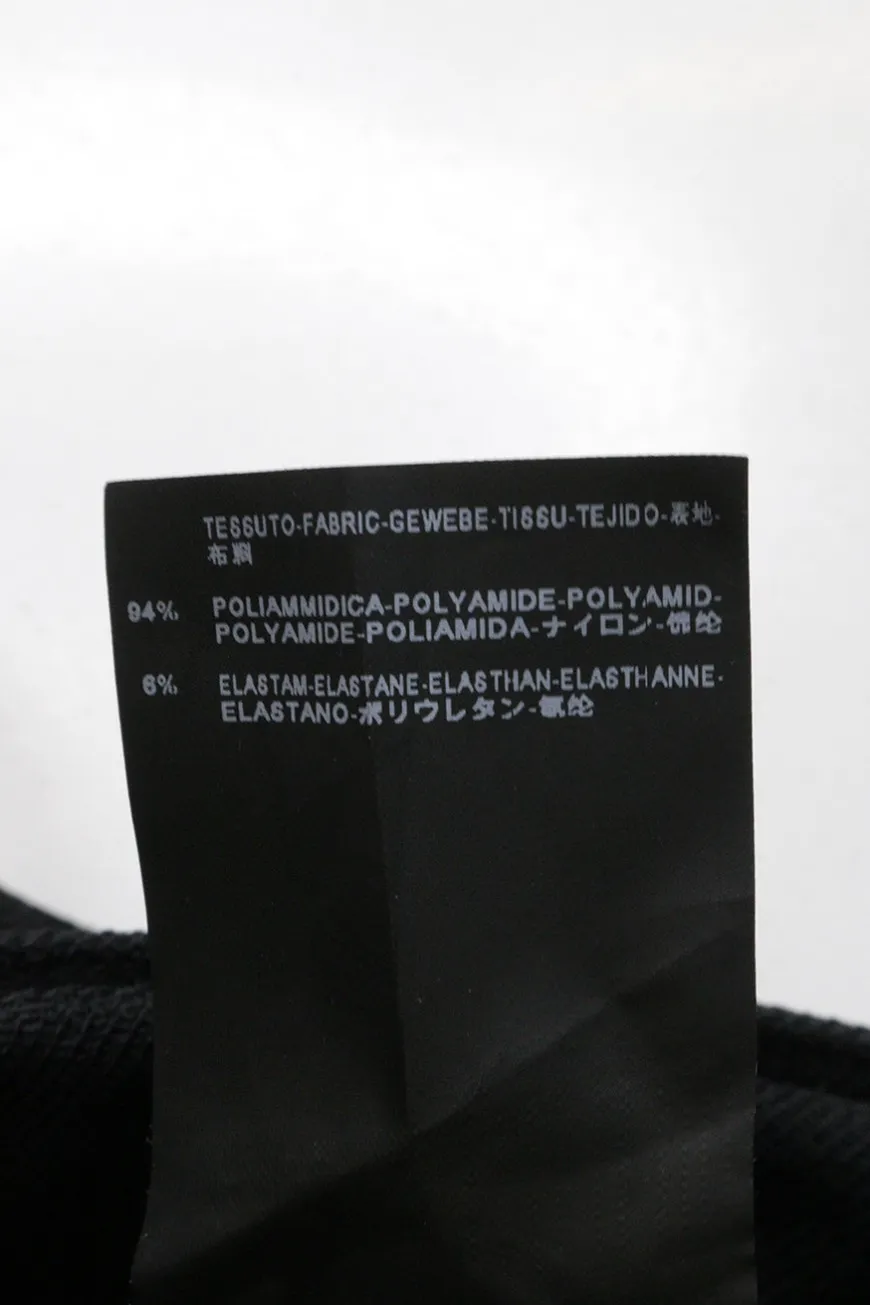 TESSUTO-FABRIC-GEWEBE-TISSU-TEJIDO-表地-
布料
94% POLIAMMIDICA-POLYAMIDE-POLYAMID-
POLYAMIDE-POLIAMIDA-ナイロン-锦纶
6% ELASTAM-ELASTANE-ELASTHAN-ELASTHANNE-
ELASTANO-ポリウレタン-氨纶